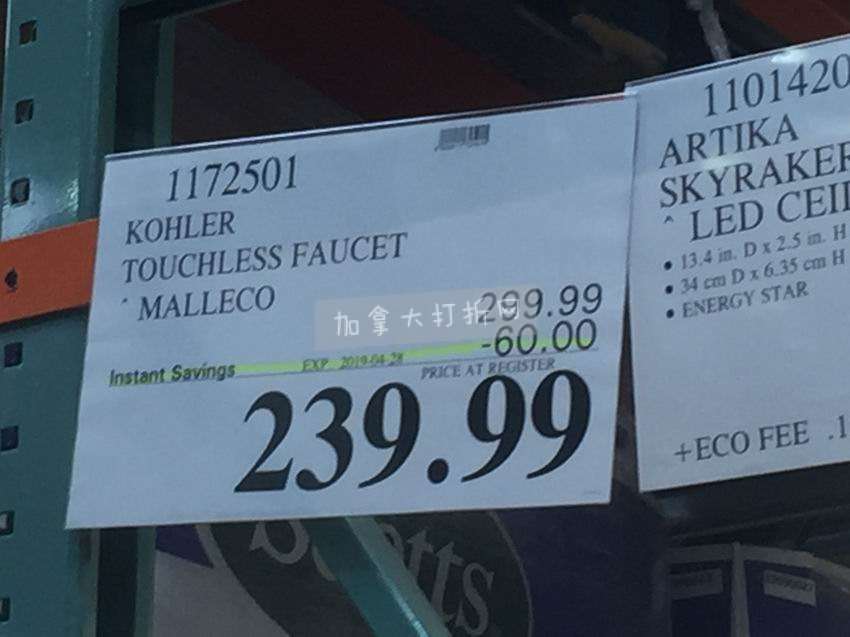 1172501
KOHLER
TOUCHLESS FAUCET
^ MALLECO
299.99
-60.00
Instant Savings EXP 2019-04-28
PRICE AT REGISTER
239.99
加拿大打折网
1101420
ARTIKA
SKYRAKER
^ LED CEIL
• 13.4 in. D x 2.5 in. H
• 34 cm D x 6.35 cm H
• ENERGY STAR
+ECO FEE .1
Scotts